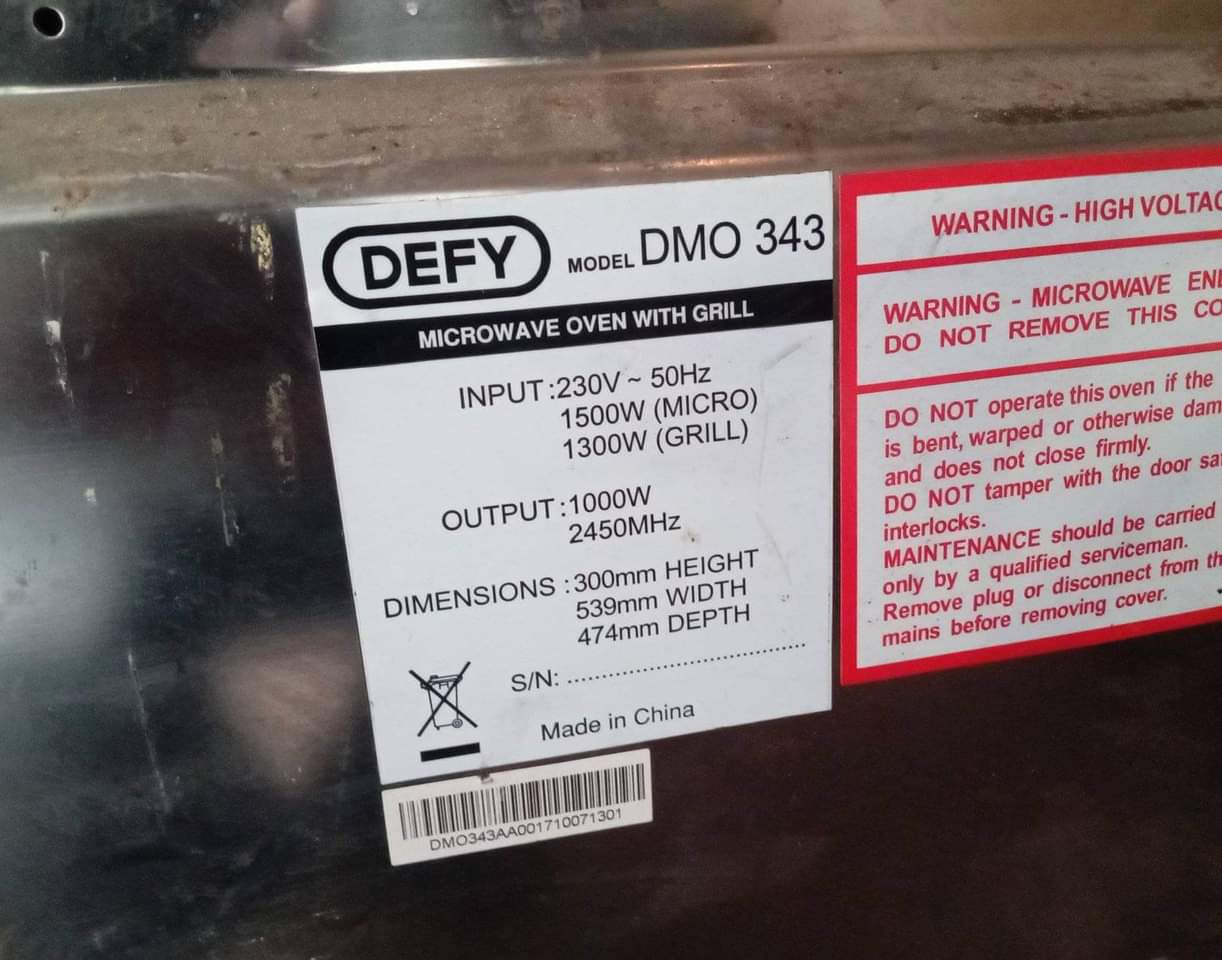 DEFY MODEL DMO 343
MICROWAVE OVEN WITH GRILL
INPUT : 230V ~ 50Hz
1500W (MICRO)
1300W (GRILL)
OUTPUT : 1000W
2450MHz
DIMENSIONS : 300mm HEIGHT
539mm WIDTH
474mm DEPTH
S/N: ........................................
Made in China
DMO343AA001710071301
WARNING - HIGH
WARNING - MICROWAVE
DO NOT REMOVE THIS
DO NOT operate this oven if the
is bent, warped or otherwise
and does not close firmly.
DO NOT tamper with the door
interlocks.
MAINTENANCE should be carried
only by a qualified serviceman.
Remove plug or disconnect from
mains before removing cover.